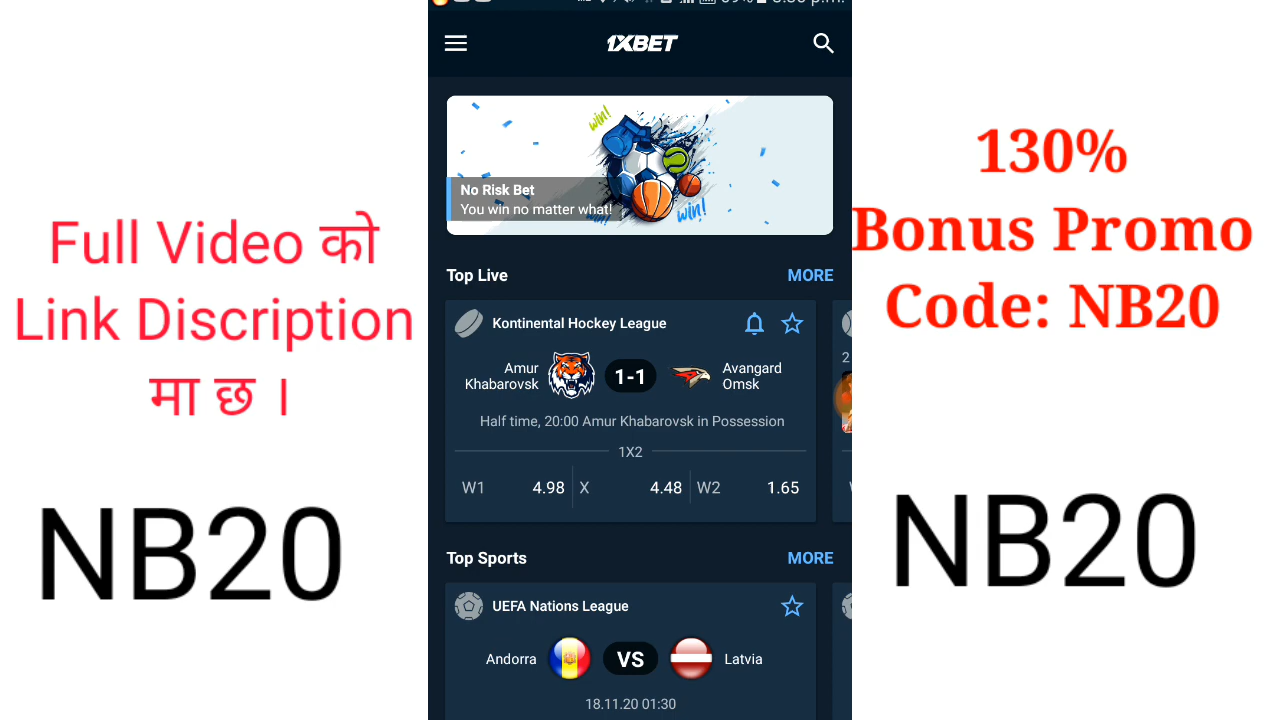 1XBET
win!
No Risk Bet
You win no matter what!
win!
Top Live
MORE
Kontinental Hockey League
Amur
Khabarovsk
1-1
Avangard
Omsk
Half time, 20:00 Amur Khabarovsk in Possession
1X2
W1 4.98 X 4.48 W2 1.65
Top Sports
MORE
UEFA Nations League
Andorra VS Latvia
18.11.20 01:30
Full Video को
Link Discription
मा छ ।
NB20
130%
Bonus Promo
Code: NB20
NB20